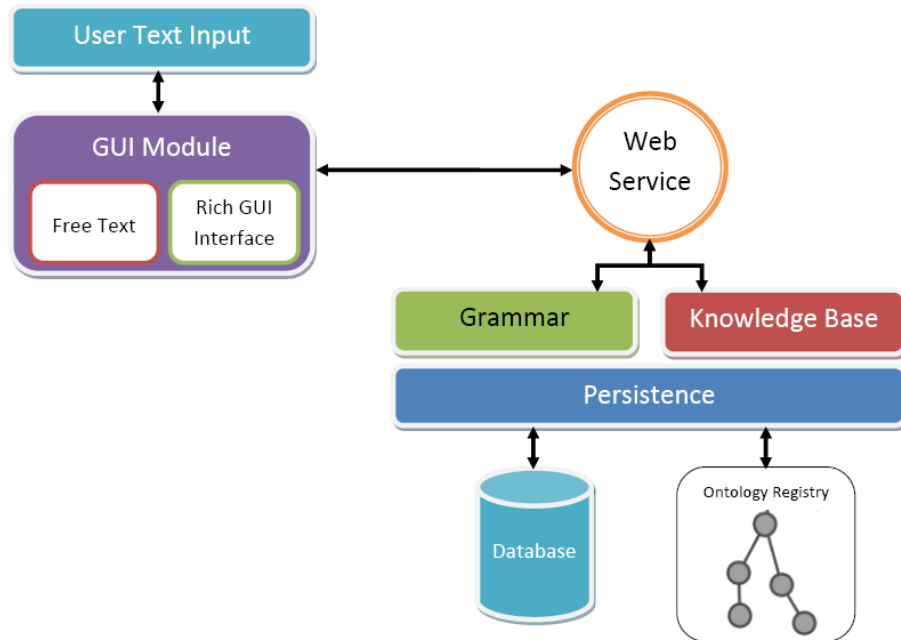 User Text Input
GUI Module
Free Text
Rich GUI
Interface
Web
Service
Grammar
Knowledge Base
Persistence
Database
Ontology Registry